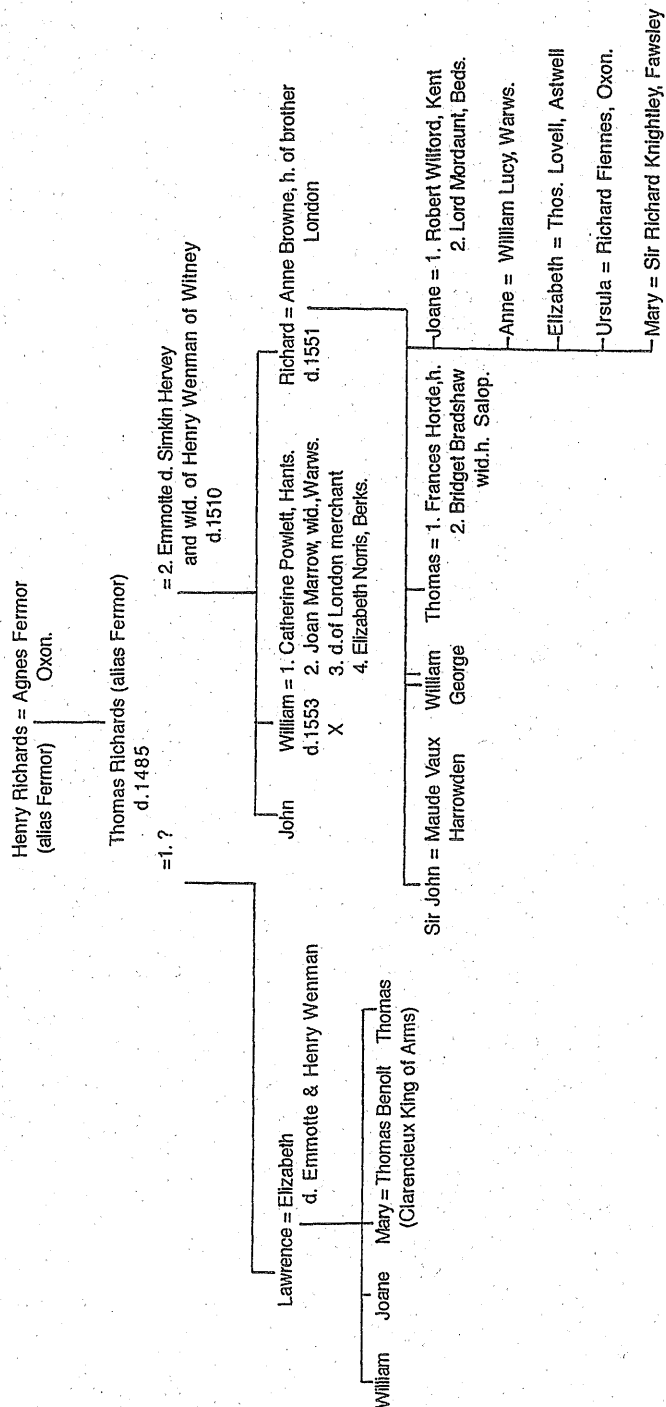 Henry Richards = Agnes Fermor
(alias Fermor) Oxon.
Thomas Richards (alias Fermor)
d.1485
=1. ?
= 2. Emmotte d. Simkin Hervey
and wid. of Henry Wenman of Witney
d.1510
Lawrence = Elizabeth
d. Emmotte & Henry Wenman
John
William = 1. Catherine Powlett, Hants.
d.1553 2. Joan Marrow, wid.,Warws.
X 3. d.of London merchant
4. Elizabeth Norris, Berks.
Richard = Anne Browne, h. of brother
d.1551 London
William Joane Mary = Thomas Benolt Thomas
(Clarencieux King of Arms)
Sir John = Maude Vaux
Harrowden
William
George
Thomas = 1. Frances Horde,h.
2. Bridget Bradshaw
wid.h. Salop.
Joane = 1. Robert Wilford, Kent
2. Lord Mordaunt, Beds.
Anne = William Lucy, Warws.
Elizabeth = Thos. Lovell, Astwell
Ursula = Richard Fiennes, Oxon.
Mary = Sir Richard Knightley, Fawsley